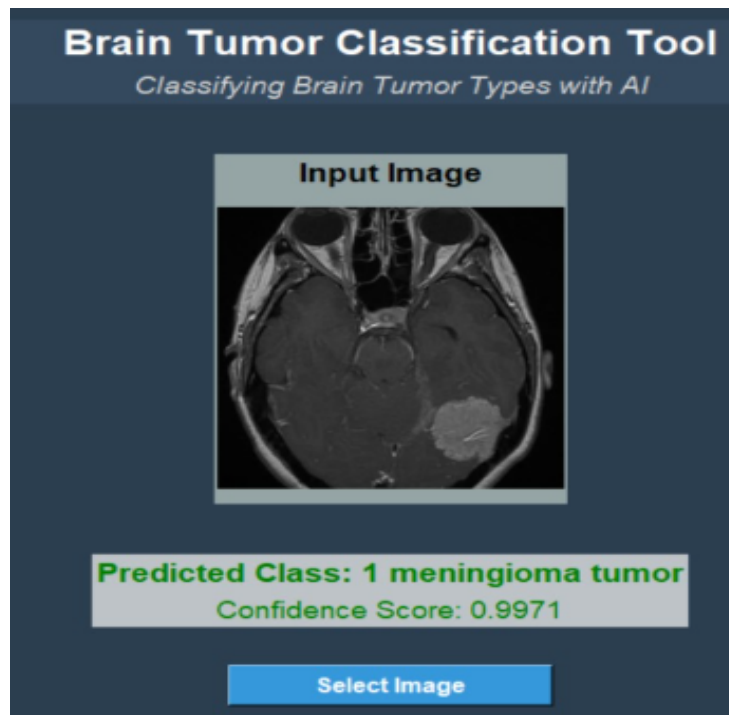 Brain Tumor Classification Tool
Classifying Brain Tumor Types with AI
Input Image
Predicted Class: 1 meningioma tumor
Confidence Score: 0.9971
Select Image